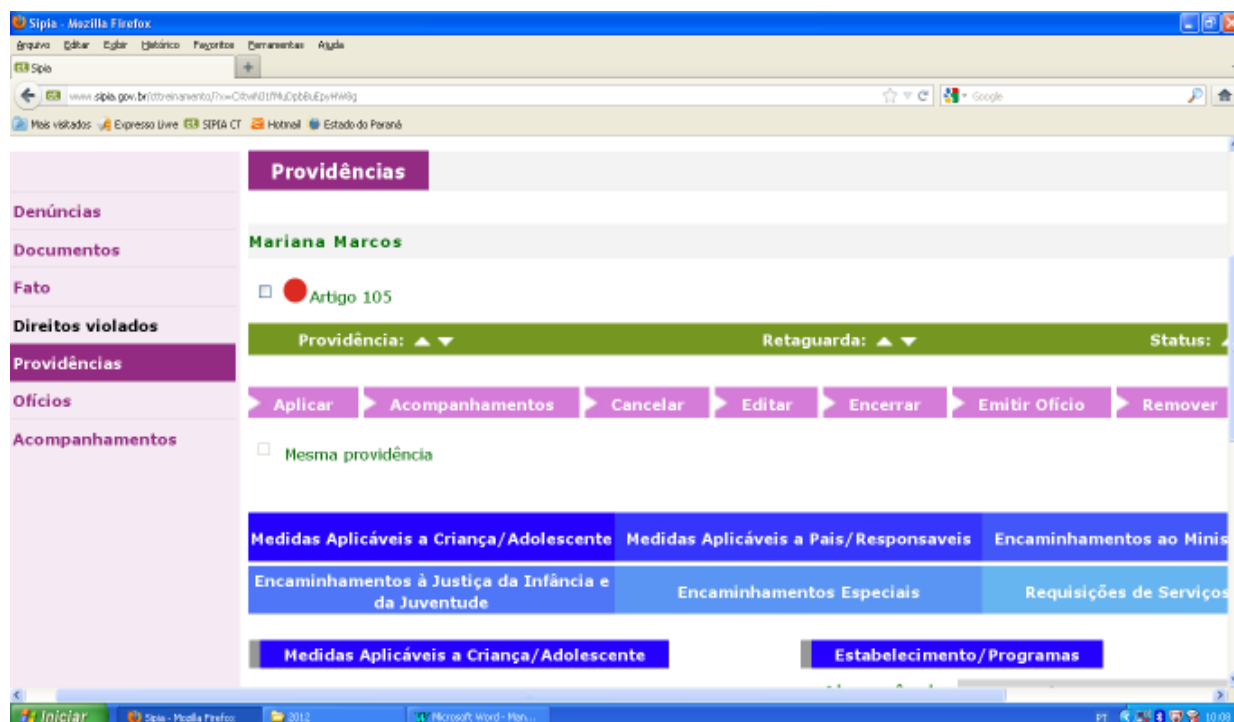 Sipia - Mozilla Firefox
Arquivo Editar Exibir Histórico Favoritos Ferramentas Ajuda
Sipia
www.sipia.gov.br/cttreinamento/?x=
Google
Mais visitados Expresso Livre SIPIA CT Hotmail Estado do Paraná
Providências
Denúncias
Documentos
Fato
Direitos violados
Providências
Ofícios
Acompanhamentos
Mariana Marcos
Artigo 105
Providência: Retaguarda: Status:
Aplicar Acompanhamentos Cancelar Editar Encerrar Emitir Ofício Remover
Mesma providência
Medidas Aplicáveis a Criança/Adolescente Medidas Aplicáveis a Pais/Responsaveis Encaminhamentos ao Minis
Encaminhamentos à Justiça da Infância e
da Juventude
Encaminhamentos Especiais Requisições de Serviços
Medidas Aplicáveis a Criança/Adolescente Estabelecimento/Programas
Iniciar Sipia - Mozilla Firefox 2012 Microsoft Word - Man... PT 10:08